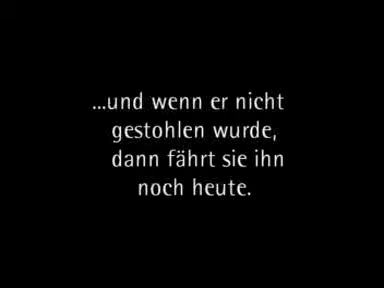 ...und wenn er nicht
gestohlen wurde,
dann fährt sie ihn
noch heute.